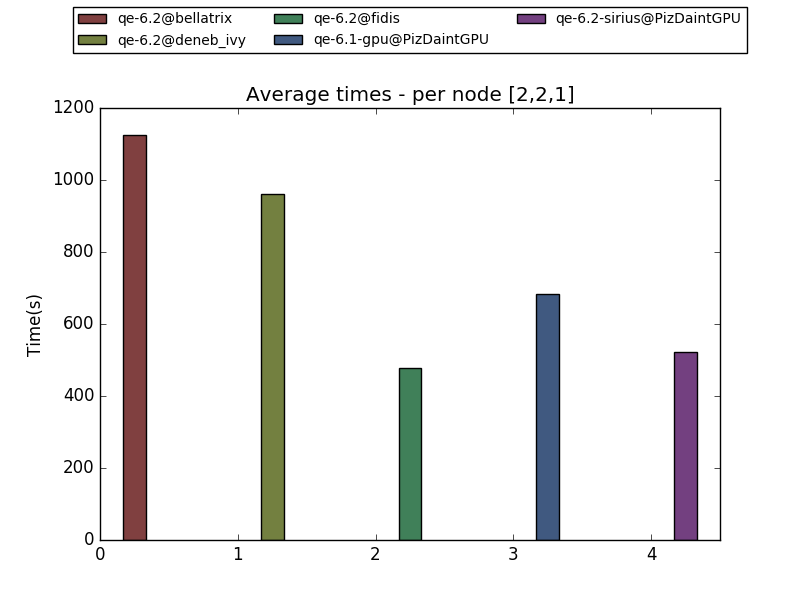 qe-6.2@bellatrix qe-6.2@fidis qe-6.2-sirius@PizDaintGPU
qe-6.2@deneb_ivy qe-6.1-gpu@PizDaintGPU
Average times - per node [2,2,1]
1200
1000
800
600
400
200
0
Time(s)
0 1 2 3 4